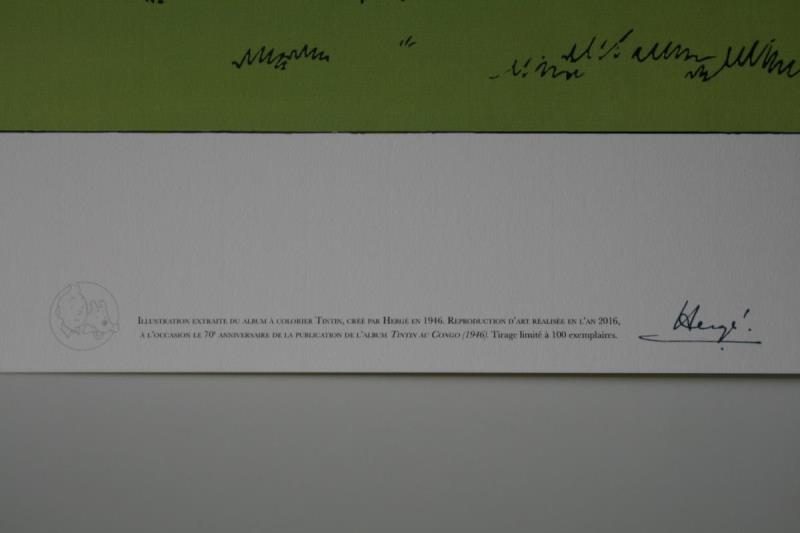 Illustration extraite du album à colorier Tintin, créé par Hergé en 1946. Reproduction d'art réalisée en l'an 2016,
à l'occasion le 70e anniversaire de la publication de l'album Tintin au Congo (1946). Tirage limité à 100 exemplaires.
Hergé.